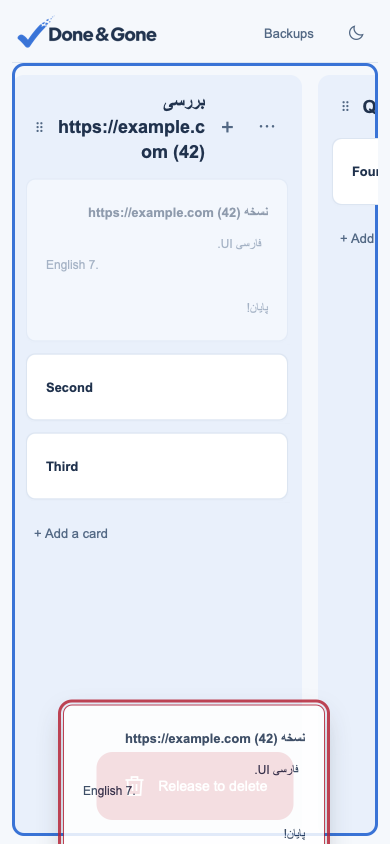 Done & Gone
Backups
بررسی
https://example.c
om (42)
+
...
Q
نسخه https://example.com (42)
فارسی UI.
English 7.
پایان!
Second
Third
+ Add a card
Four
+ Add
نسخه https://example.com (42)
فارسی UI.
English 7.
Release to delete
پایان!